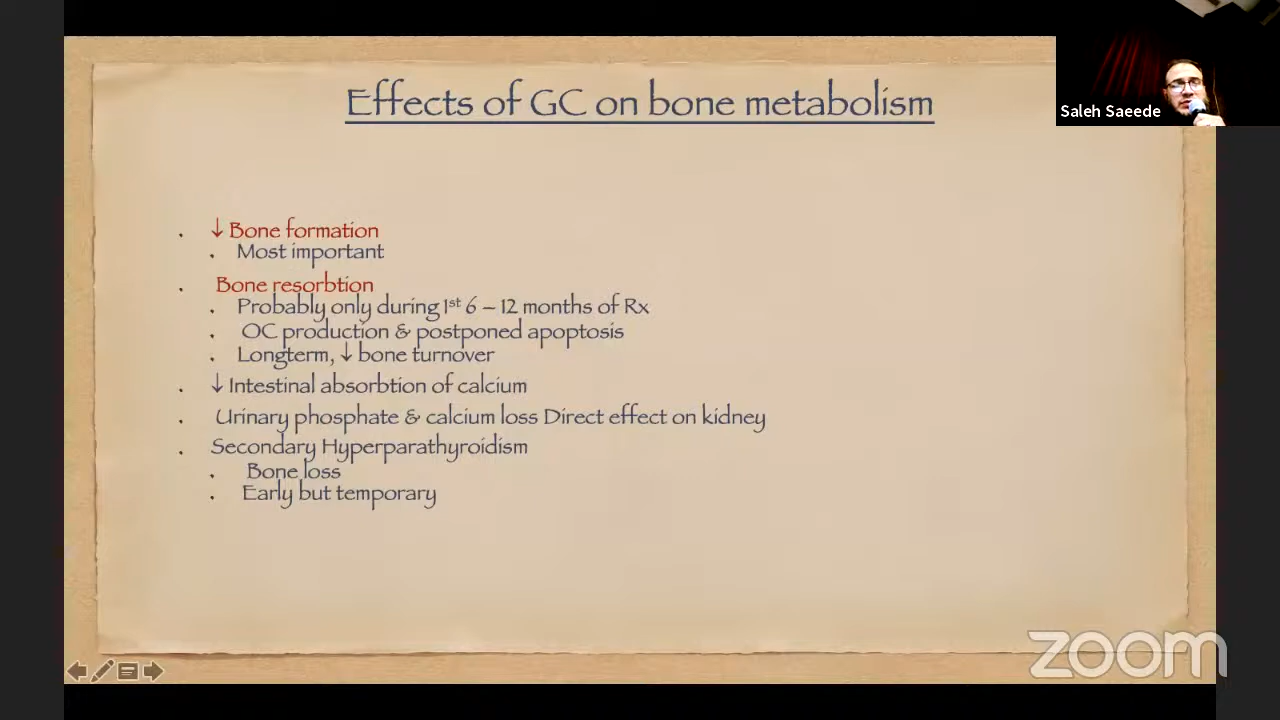 Effects of GC on bone metabolism
Saleh Saeede
. ↓ Bone formation
. Most important
. Bone resorbtion
. Probably only during 1st 6 – 12 months of Rx
. OC production & postponed apoptosis
. Longterm, ↓ bone turnover
. ↓ Intestinal absorbtion of calcium
. Urinary phosphate & calcium loss Direct effect on kidney
. Secondary Hyperparathyroidism
. Bone loss
. Early but temporary
zoom